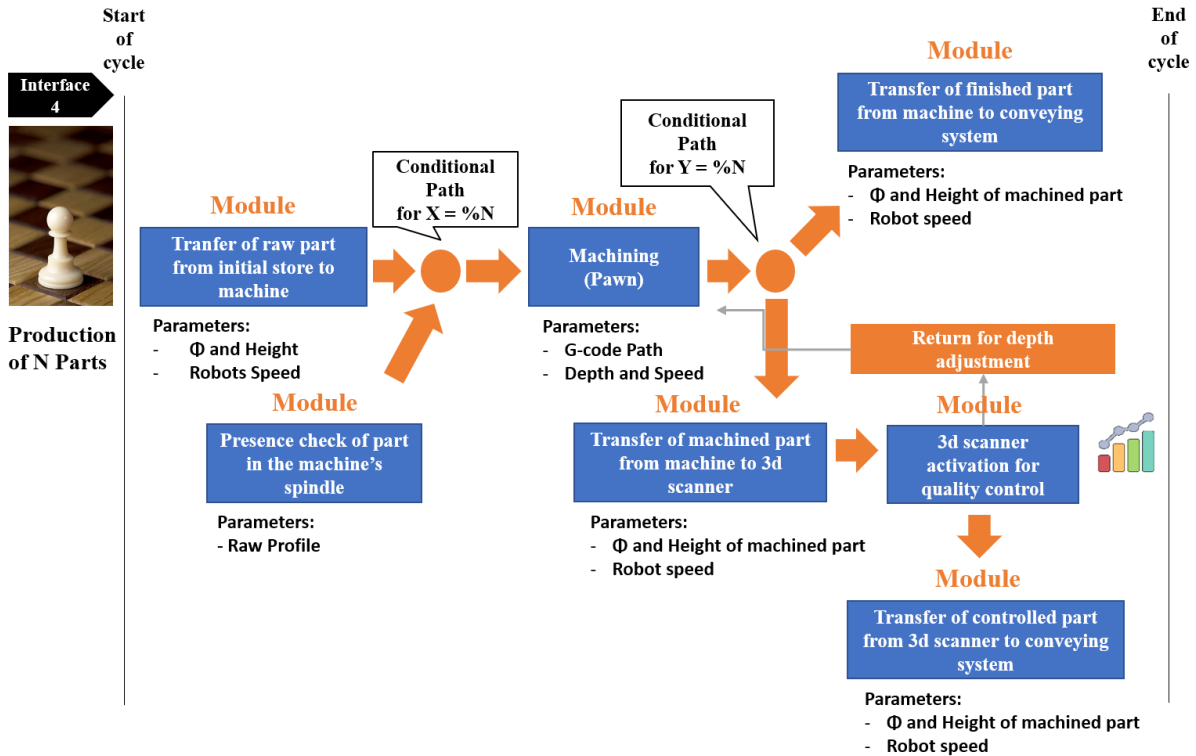 Start
of
cycle
End
of
cycle
Interface
4
Production
of N Parts
Module
Tranfer of raw part
from initial store to
machine
Parameters:
- Φ and Height
- Robots Speed
Module
Presence check of part
in the machine's
spindle
Parameters:
- Raw Profile
Conditional
Path
for X = %N
Module
Machining
(Pawn)
Parameters:
- G-code Path
- Depth and Speed
Conditional
Path
for Y = %N
Module
Transfer of finished part
from machine to conveying
system
Parameters:
- Φ and Height of machined part
- Robot speed
Return for depth
adjustment
Module
Transfer of machined part
from machine to 3d
scanner
Parameters:
- Φ and Height of machined part
- Robot speed
Module
3d scanner
activation for
quality control
Module
Transfer of controlled part
from 3d scanner to conveying
system
Parameters:
- Φ and Height of machined part
- Robot speed